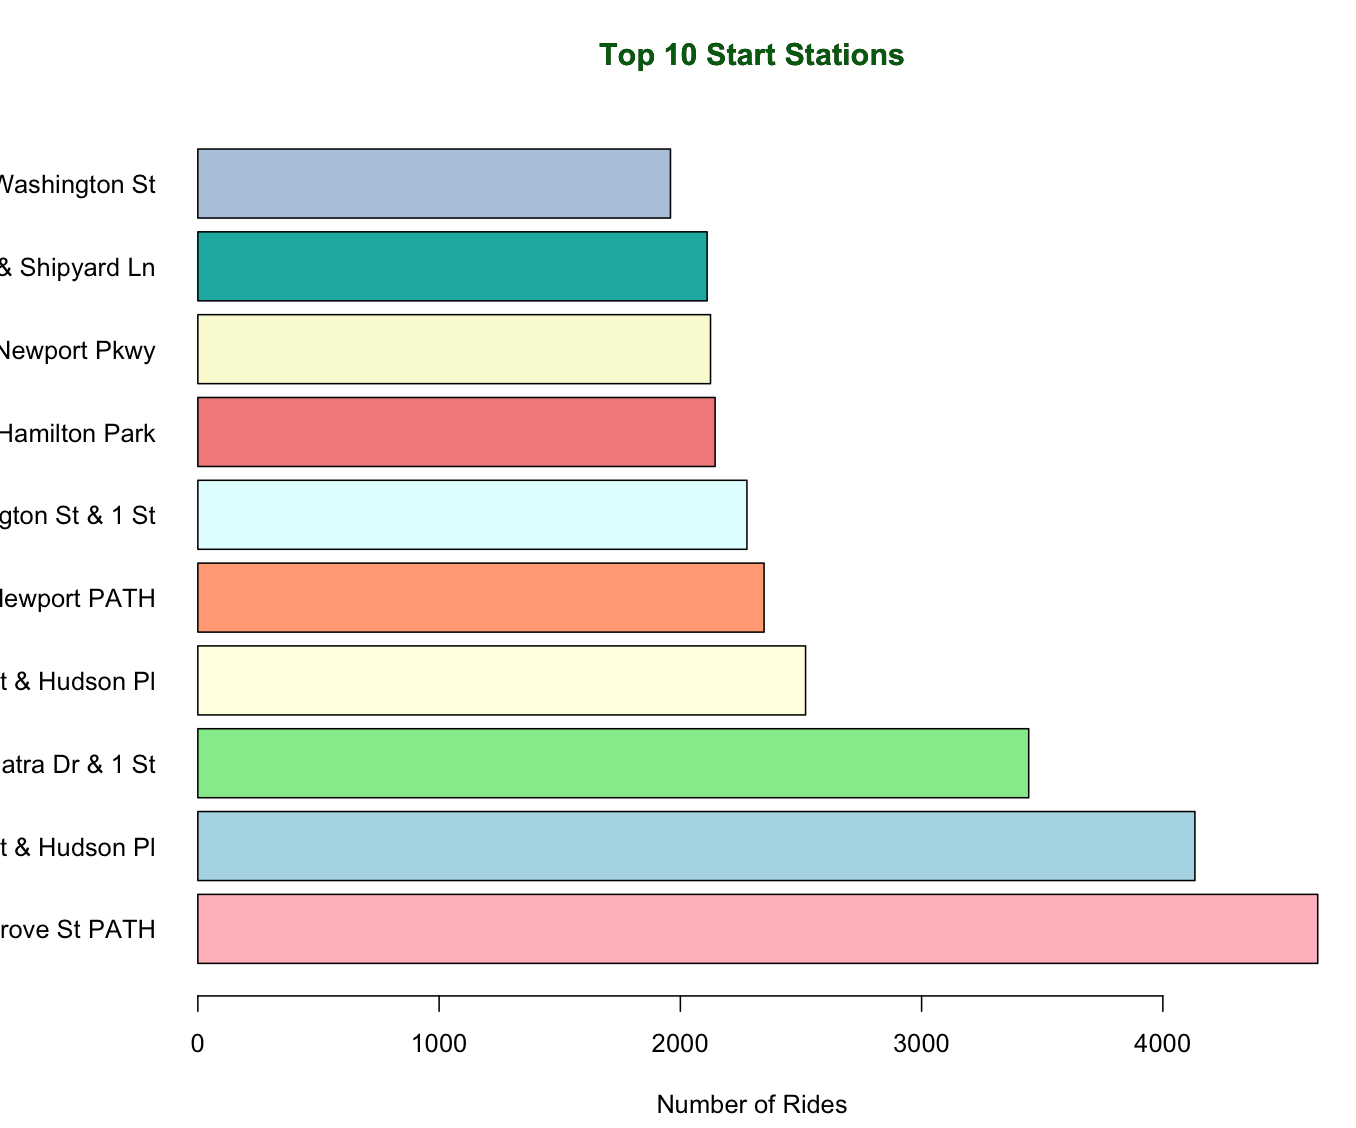 Top 10 Start Stations
Washington St
& Shipyard Ln
Newport Pkwy
Hamilton Park
gton St & 1 St
ewport PATH
t & Hudson Pl
atra Dr & 1 St
t & Hudson Pl
rove St PATH
0 1000 2000 3000 4000
Number of Rides